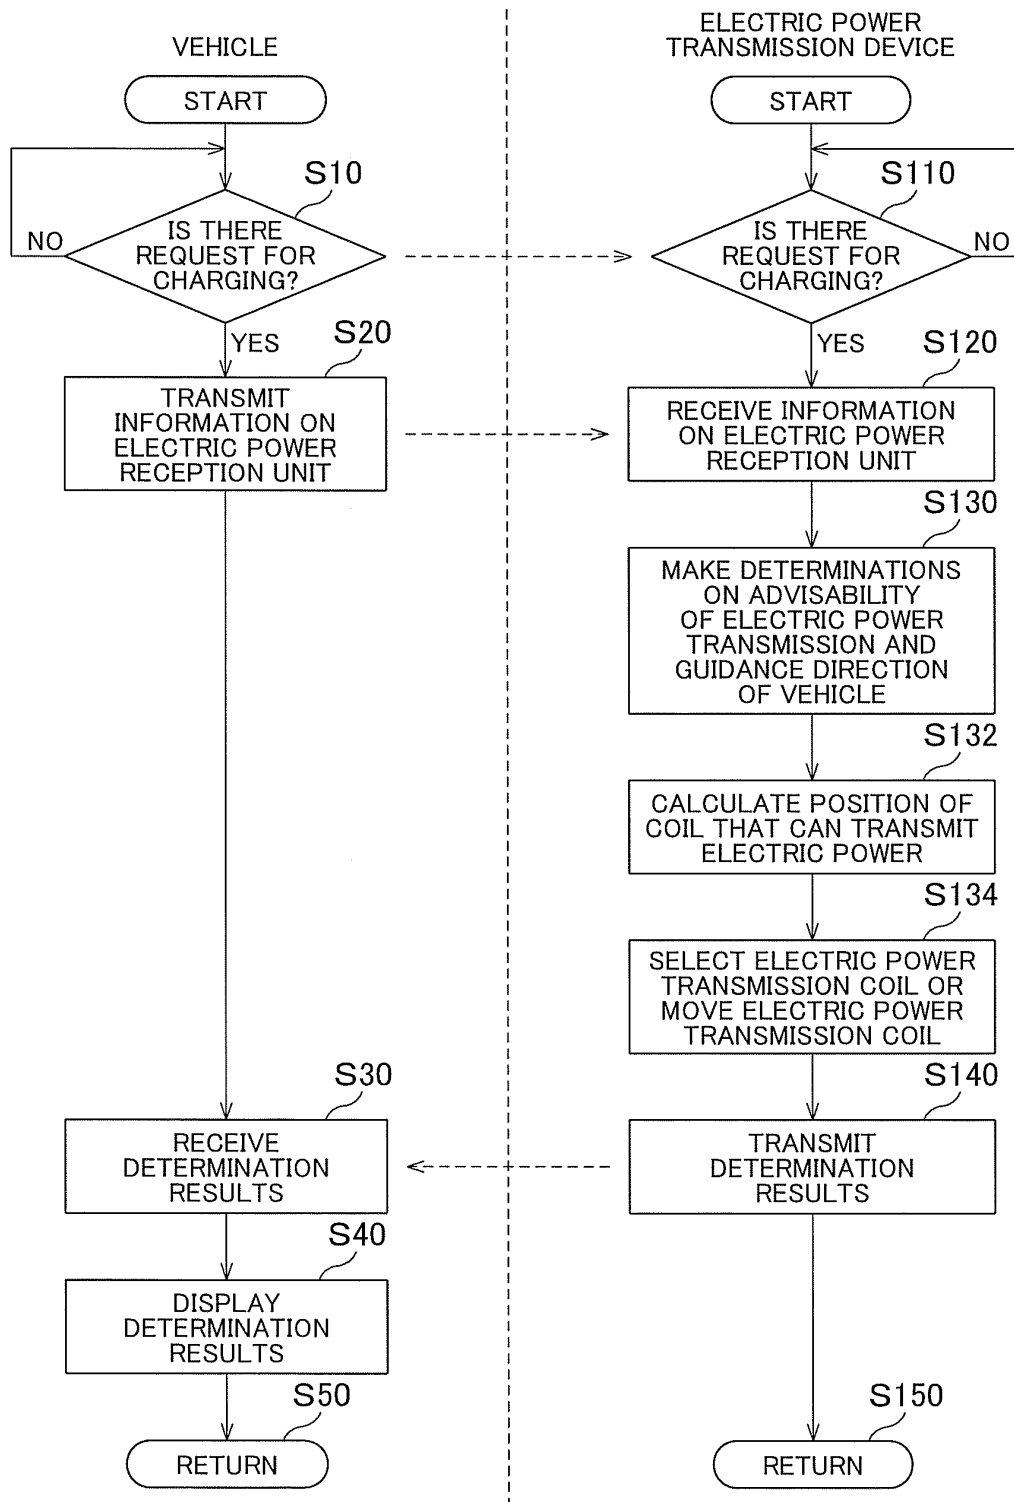 VEHICLE
START
S10
IS THERE
REQUEST FOR
CHARGING?
NO
YES
S20
TRANSMIT
INFORMATION ON
ELECTRIC POWER
RECEPTION UNIT
S30
RECEIVE
DETERMINATION
RESULTS
S40
DISPLAY
DETERMINATION
RESULTS
S50
RETURN
ELECTRIC POWER
TRANSMISSION DEVICE
START
S110
IS THERE
REQUEST FOR
CHARGING?
NO
YES
S120
RECEIVE INFORMATION
ON ELECTRIC POWER
RECEPTION UNIT
S130
MAKE DETERMINATIONS
ON ADVISABILITY
OF ELECTRIC POWER
TRANSMISSION AND
GUIDANCE DIRECTION
OF VEHICLE
S132
CALCULATE POSITION OF
COIL THAT CAN TRANSMIT
ELECTRIC POWER
S134
SELECT ELECTRIC POWER
TRANSMISSION COIL OR
MOVE ELECTRIC POWER
TRANSMISSION COIL
S140
TRANSMIT
DETERMINATION
RESULTS
S150
RETURN